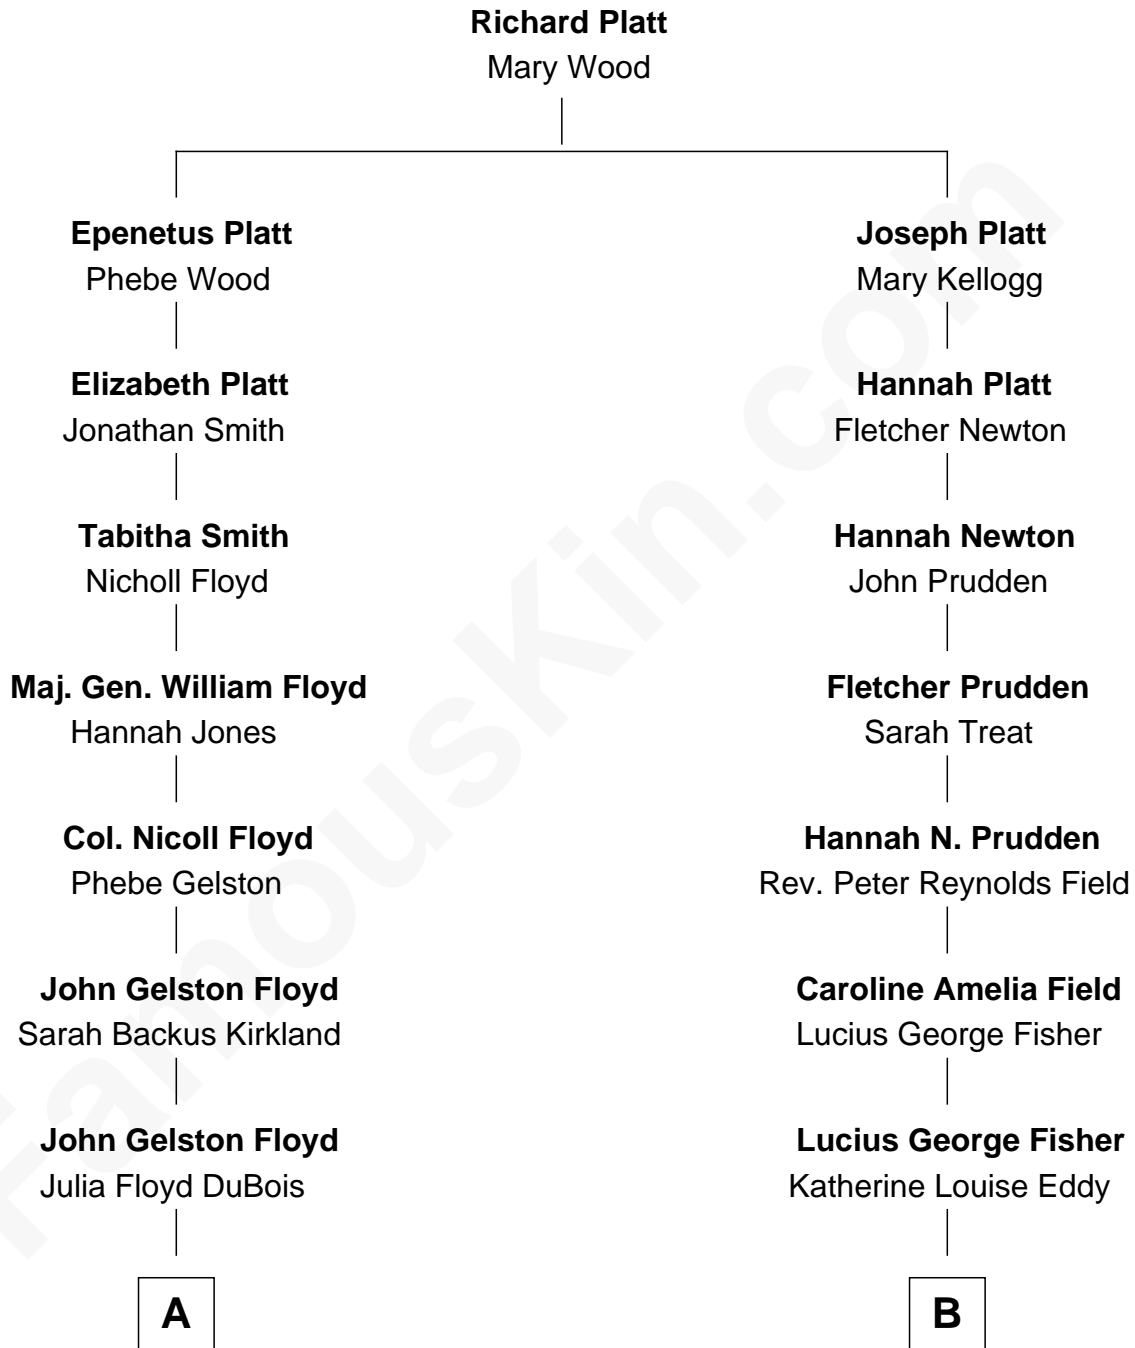 Richard Platt
Mary Wood
Epenetus Platt
Phebe Wood
Joseph Platt
Mary Kellogg
Elizabeth Platt
Jonathan Smith
Hannah Platt
Fletcher Newton
Tabitha Smith
Nicholl Floyd
Hannah Newton
John Prudden
Maj. Gen. William Floyd
Hannah Jones
Fletcher Prudden
Sarah Treat
Col. Nicoll Floyd
Phebe Gelston
Hannah N. Prudden
Rev. Peter Reynolds Field
John Gelston Floyd
Sarah Backus Kirkland
Caroline Amelia Field
Lucius George Fisher
John Gelston Floyd
Julia Floyd DuBois
Lucius George Fisher
Katherine Louise Eddy
A
B
FamousKin.com